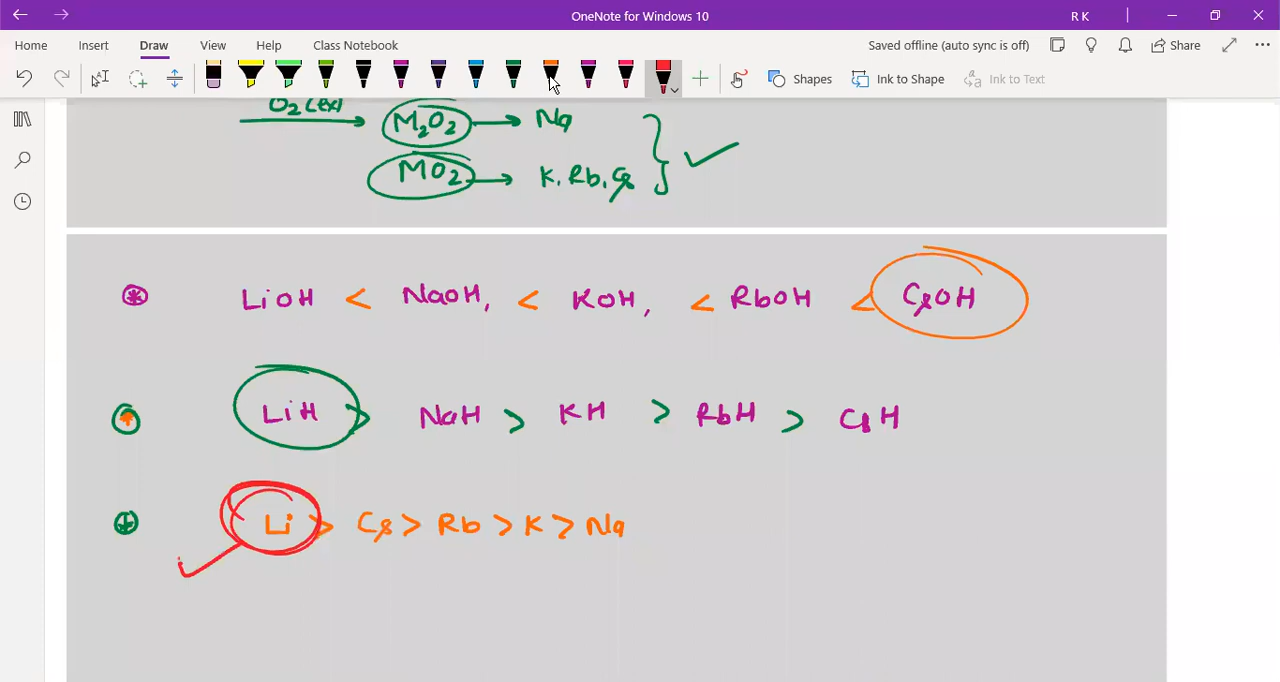 OneNote for Windows 10
R K
Home Insert Draw View Help Class Notebook
Saved offline (auto sync is off)
Share
Shapes Ink to Shape Ink to Text
O2 (ex)
M2O2 → Na
MO2 → K, Rb, Cs
LiOH < NaOH, < KOH, < RbOH < CsOH
LiH > NaH > KH > RbH > CsH
Li > Cs > Rb > K > Na